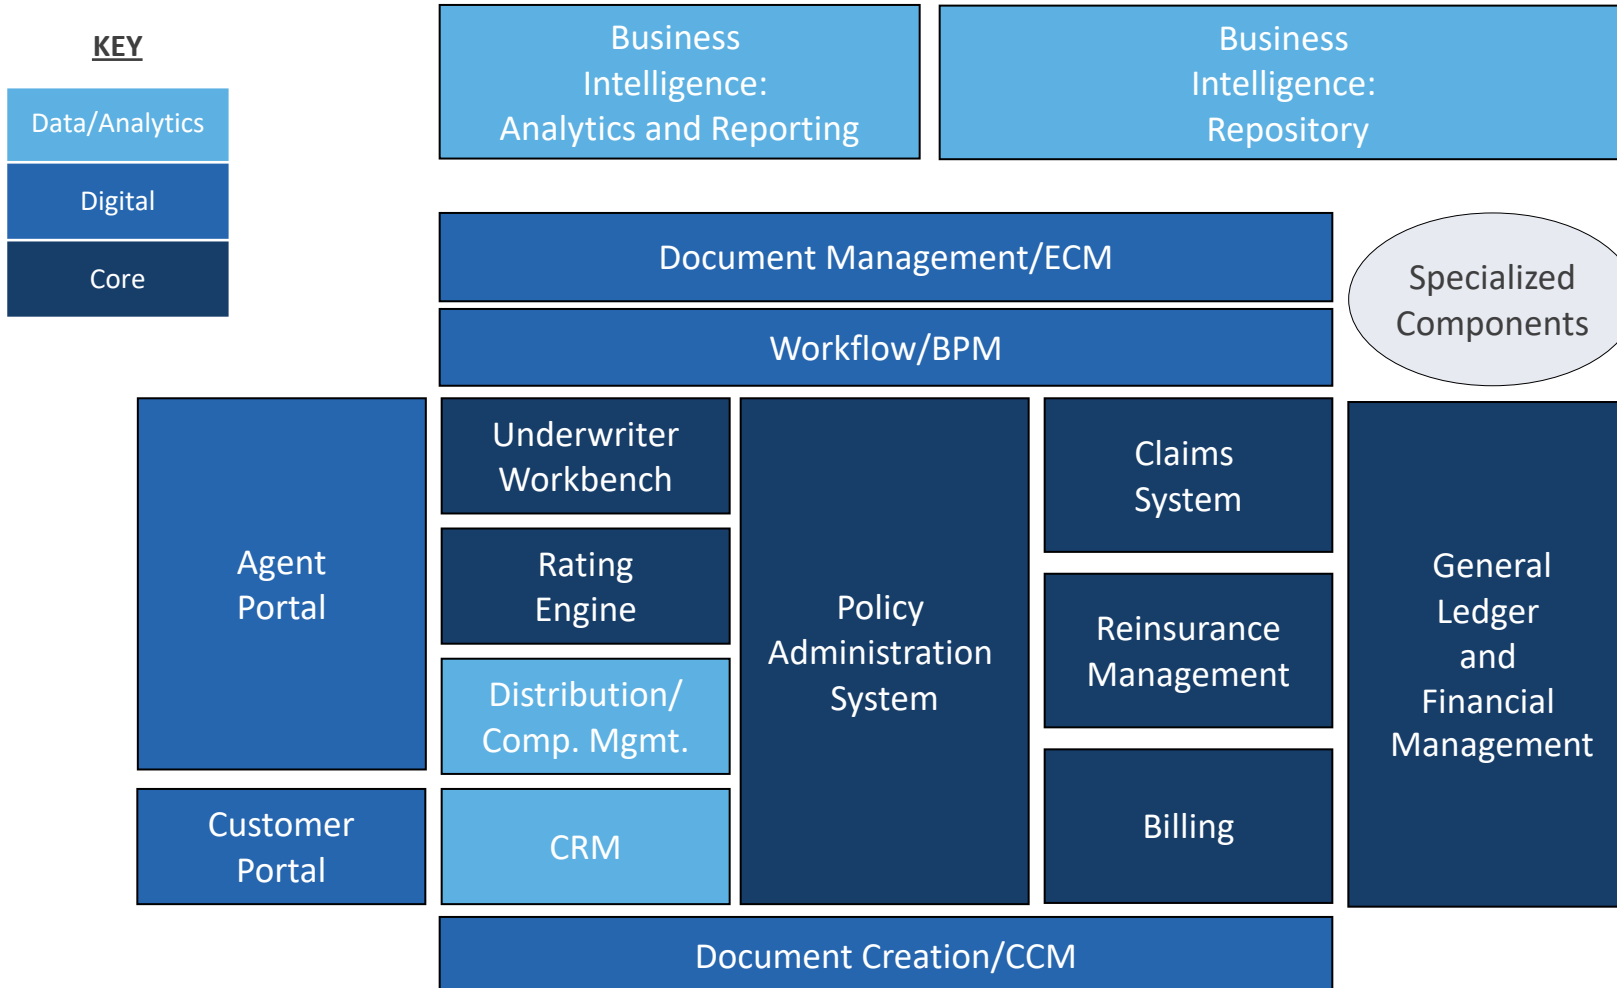 KEY
Data/Analytics
Digital
Core
Business
Intelligence:
Analytics and Reporting
Business
Intelligence:
Repository
Document Management/ECM
Specialized
Components
Workflow/BPM
Agent
Portal
Customer
Portal
Underwriter
Workbench
Rating
Engine
Distribution/
Comp. Mgmt.
CRM
Policy
Administration
System
Claims
System
Reinsurance
Management
Billing
General
Ledger
and
Financial
Management
Document Creation/CCM